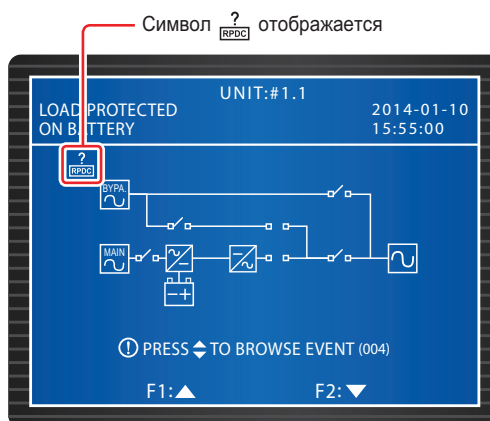 Символ ? RPDC отображается
UNIT:#1.1
LOAD PROTECTED 2014-01-10
ON BATTERY 15:55:00
?
RPDC
BYPA.
MAIN
PRESS TO BROWSE EVENT (004)
F1: F2: